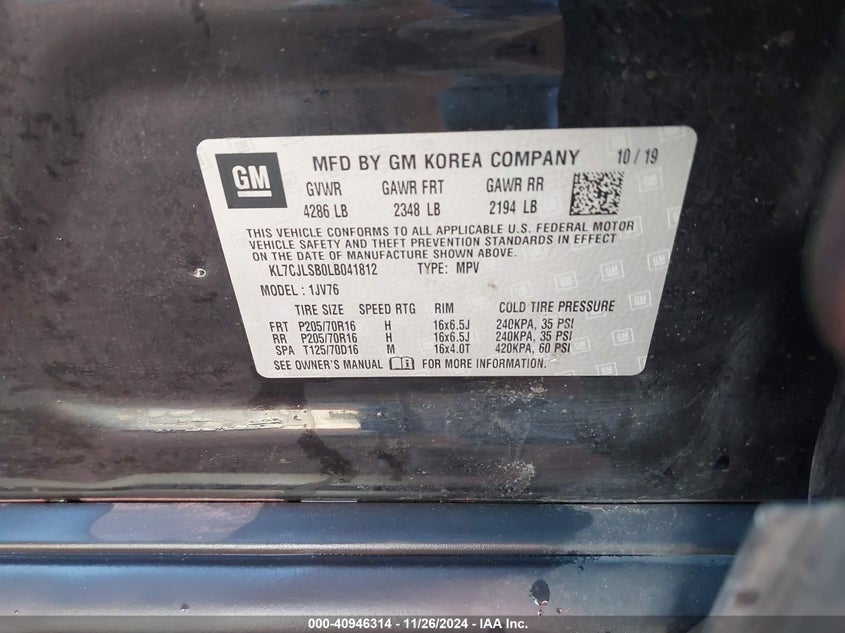 GM
MFD BY GM KOREA COMPANY 10 / 19
GVWR GAWR FRT GAWR RR
4286 LB 2348 LB 2194 LB
THIS VEHICLE CONFORMS TO ALL APPLICABLE U.S. FEDERAL MOTOR
VEHICLE SAFETY AND THEFT PREVENTION STANDARDS IN EFFECT
ON THE DATE OF MANUFACTURE SHOWN ABOVE.
KL7CJLSB0LB041812 TYPE: MPV
MODEL : 1JV76
TIRE SIZE SPEED RTG RIM COLD TIRE PRESSURE
FRT P205/70R16 H 16x6.5J 240KPA, 35 PSI
RR P205/70R16 H 16x6.5J 240KPA, 35 PSI
SPA T125/70D16 M 16x4.0T 420KPA, 60 PSI
SEE OWNER'S MANUAL FOR MORE INFORMATION.
000-40946314 - 11/26/2024 - IAA Inc.